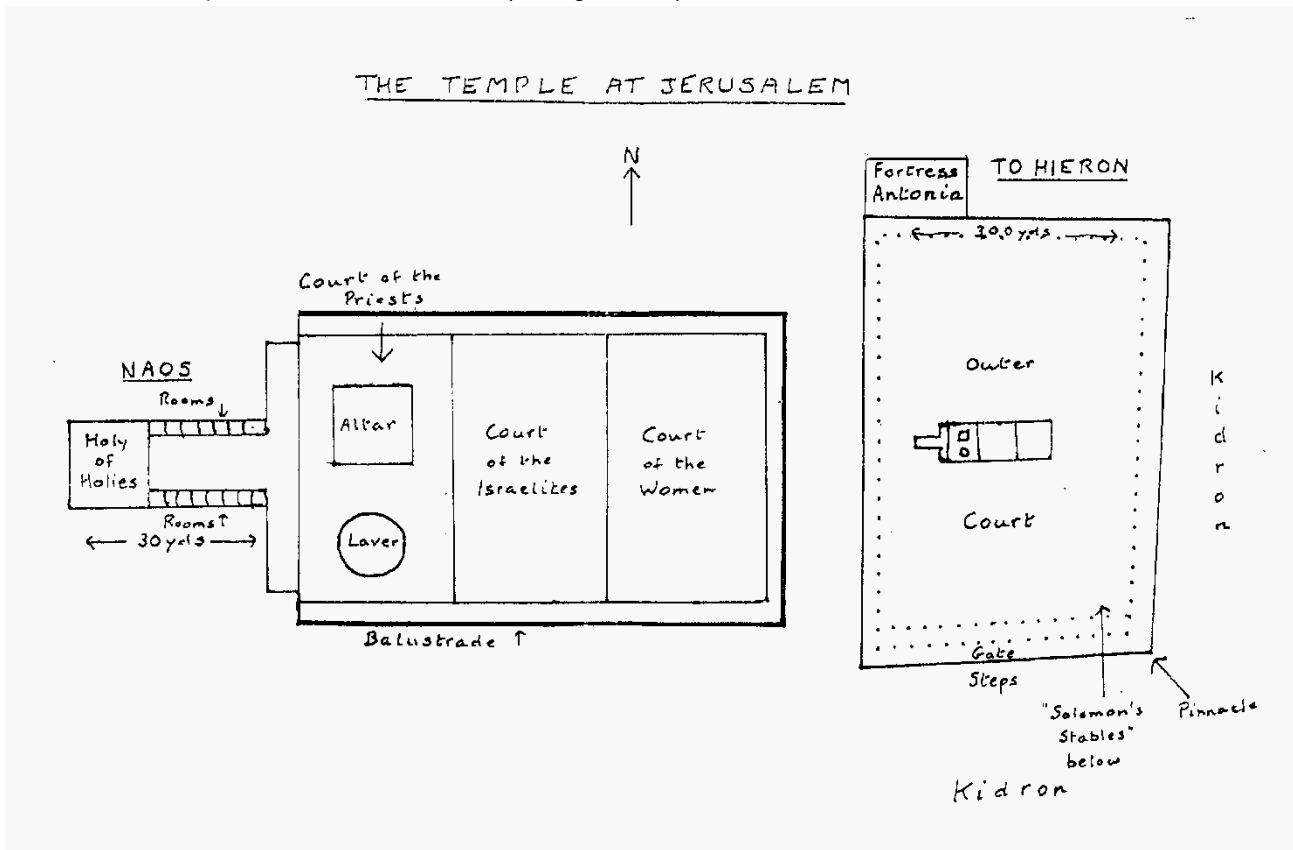 THE TEMPLE AT JERUSALEM
N
Fortress
Antonia
TO HIERON
300 yds.
Court of the
Priests
NAOS
Rooms
Holy
of
Holies
Rooms
30 yds
Altar
Laver
Court
of the
Israelites
Court
of the
Women
Balustrade
Outer
Court
Kidron
Gate
Steps
"Solomon's
Stables"
below
Pinnacle
Kidron